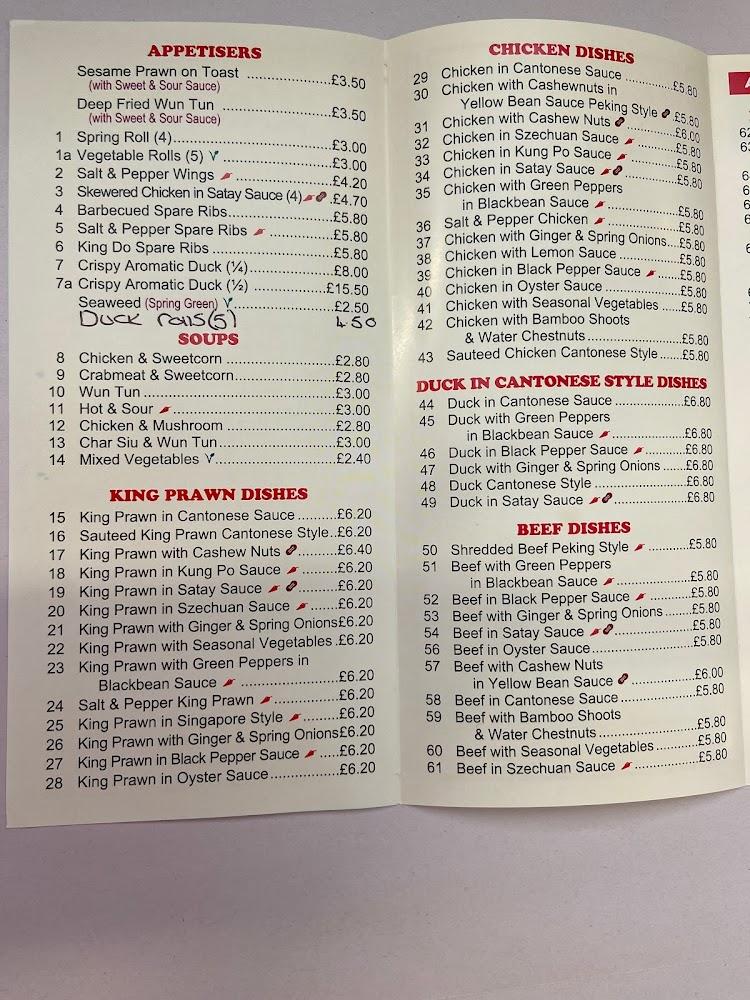 APPETISERS
Sesame Prawn on Toast ..................£3.50
(with Sweet & Sour Sauce)
Deep Fried Wun Tun ........................£3.50
(with Sweet & Sour Sauce)
1 Spring Roll (4)..................................£3.00
1a Vegetable Rolls (5) ..........................£3.00
2 Salt & Pepper Wings .....................£4.20
3 Skewered Chicken in Satay Sauce (4) .£4.70
4 Barbecued Spare Ribs......................£5.80
5 Salt & Pepper Spare Ribs ...............£5.80
6 King Do Spare Ribs .........................£5.80
7 Crispy Aromatic Duck (¼)..................£8.00
7a Crispy Aromatic Duck (½) ..............£15.50
Seaweed (Spring Green) .................£2.50
Duck rolls (5) 4.50
SOUPS
8 Chicken & Sweetcorn ......................£2.80
9 Crabmeat & Sweetcorn....................£2.80
10 Wun Tun ..........................................£3.00
11 Hot & Sour ....................................£3.00
12 Chicken & Mushroom ......................£2.80
13 Char Siu & Wun Tun.........................£3.00
14 Mixed Vegetables ..........................£2.40
KING PRAWN DISHES
15 King Prawn in Cantonese Sauce .........£6.20
16 Sauteed King Prawn Cantonese Style..£6.20
17 King Prawn with Cashew Nuts .........£6.40
18 King Prawn in Kung Po Sauce .........£6.20
19 King Prawn in Satay Sauce .........£6.20
20 King Prawn in Szechuan Sauce ......£6.20
21 King Prawn with Ginger & Spring Onions£6.20
22 King Prawn with Seasonal Vegetables .£6.20
23 King Prawn with Green Peppers in
Blackbean Sauce .......................£6.20
24 Salt & Pepper King Prawn ..............£6.20
25 King Prawn in Singapore Style ........£6.20
26 King Prawn with Ginger & Spring Onions£6.20
27 King Prawn in Black Pepper Sauce .....£6.20
28 King Prawn in Oyster Sauce...............£6.20
CHICKEN DISHES
29 Chicken in Cantonese Sauce ............£5.80
30 Chicken with Cashewnuts in
Yellow Bean Sauce Peking Style .£5.80
31 Chicken with Cashew Nuts ............£6.00
32 Chicken in Szechuan Sauce ..........£5.80
33 Chicken in Kung Po Sauce ............£5.80
34 Chicken in Satay Sauce ..............£5.80
35 Chicken with Green Peppers
in Blackbean Sauce ..................£5.80
36 Salt & Pepper Chicken ..................£5.80
37 Chicken with Ginger & Spring Onions....£5.80
38 Chicken with Lemon Sauce ..............£5.80
39 Chicken in Black Pepper Sauce ......£5.80
40 Chicken in Oyster Sauce..................£5.80
41 Chicken with Seasonal Vegetables .....£5.80
42 Chicken with Bamboo Shoots
& Water Chestnuts........................£5.80
43 Sauteed Chicken Cantonese Style......£5.80
DUCK IN CANTONESE STYLE DISHES
44 Duck in Cantonese Sauce .................£6.80
45 Duck with Green Peppers
in Blackbean Sauce ....................£6.80
46 Duck in Black Pepper Sauce ..........£6.80
47 Duck with Ginger & Spring Onions ......£6.80
48 Duck Cantonese Style ......................£6.80
49 Duck in Satay Sauce ...................£6.80
BEEF DISHES
50 Shredded Beef Peking Style ...........£5.80
51 Beef with Green Peppers
in Blackbean Sauce .....................£5.80
52 Beef in Black Pepper Sauce ...........£5.80
53 Beef with Ginger & Spring Onions .......£5.80
54 Beef in Satay Sauce .....................£5.80
56 Beef in Oyster Sauce.........................£5.80
57 Beef with Cashew Nuts
in Yellow Bean Sauce .................£6.00
58 Beef in Cantonese Sauce...................£5.80
59 Beef with Bamboo Shoots
& Water Chestnuts.........................£5.80
60 Beef with Seasonal Vegetables...........£5.80
61 Beef in Szechuan Sauce ................£5.80